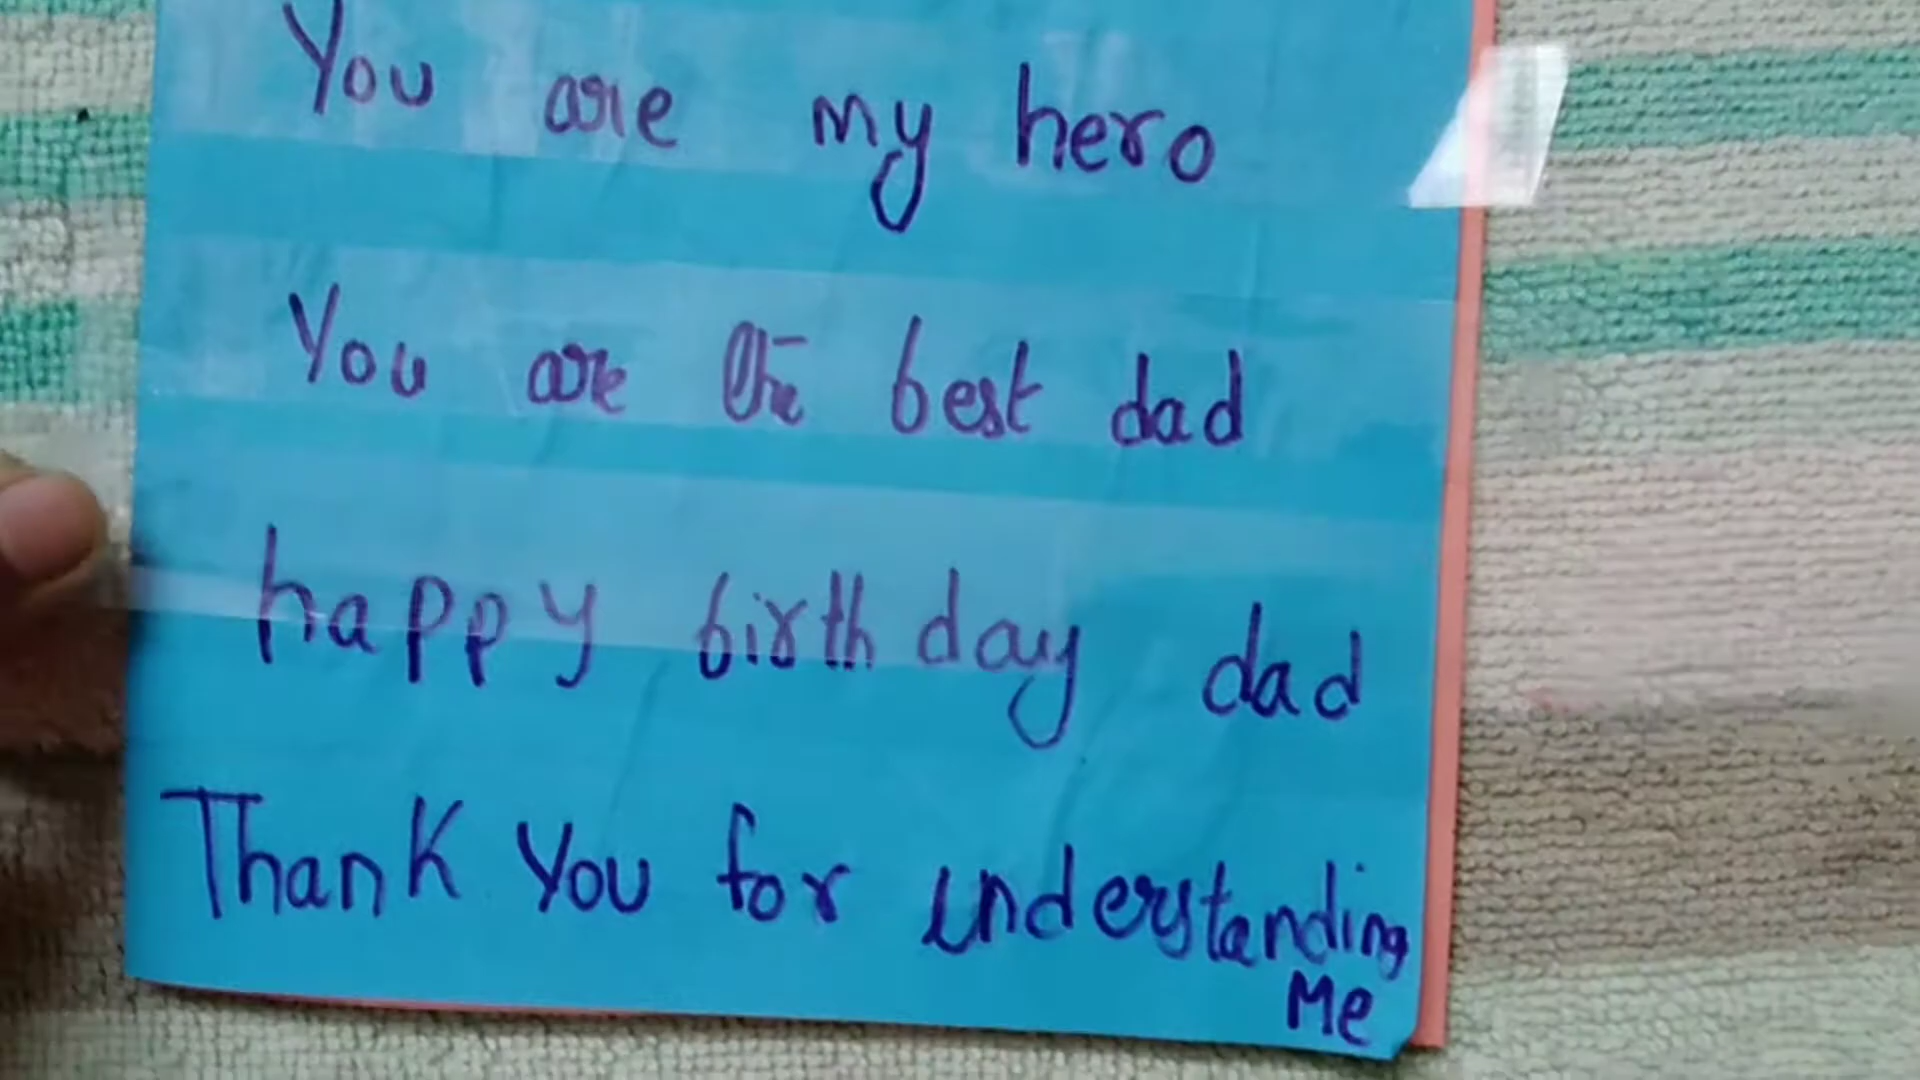 You are my hero
You are the best dad
happy birthday dad
Thank You for understanding
Me